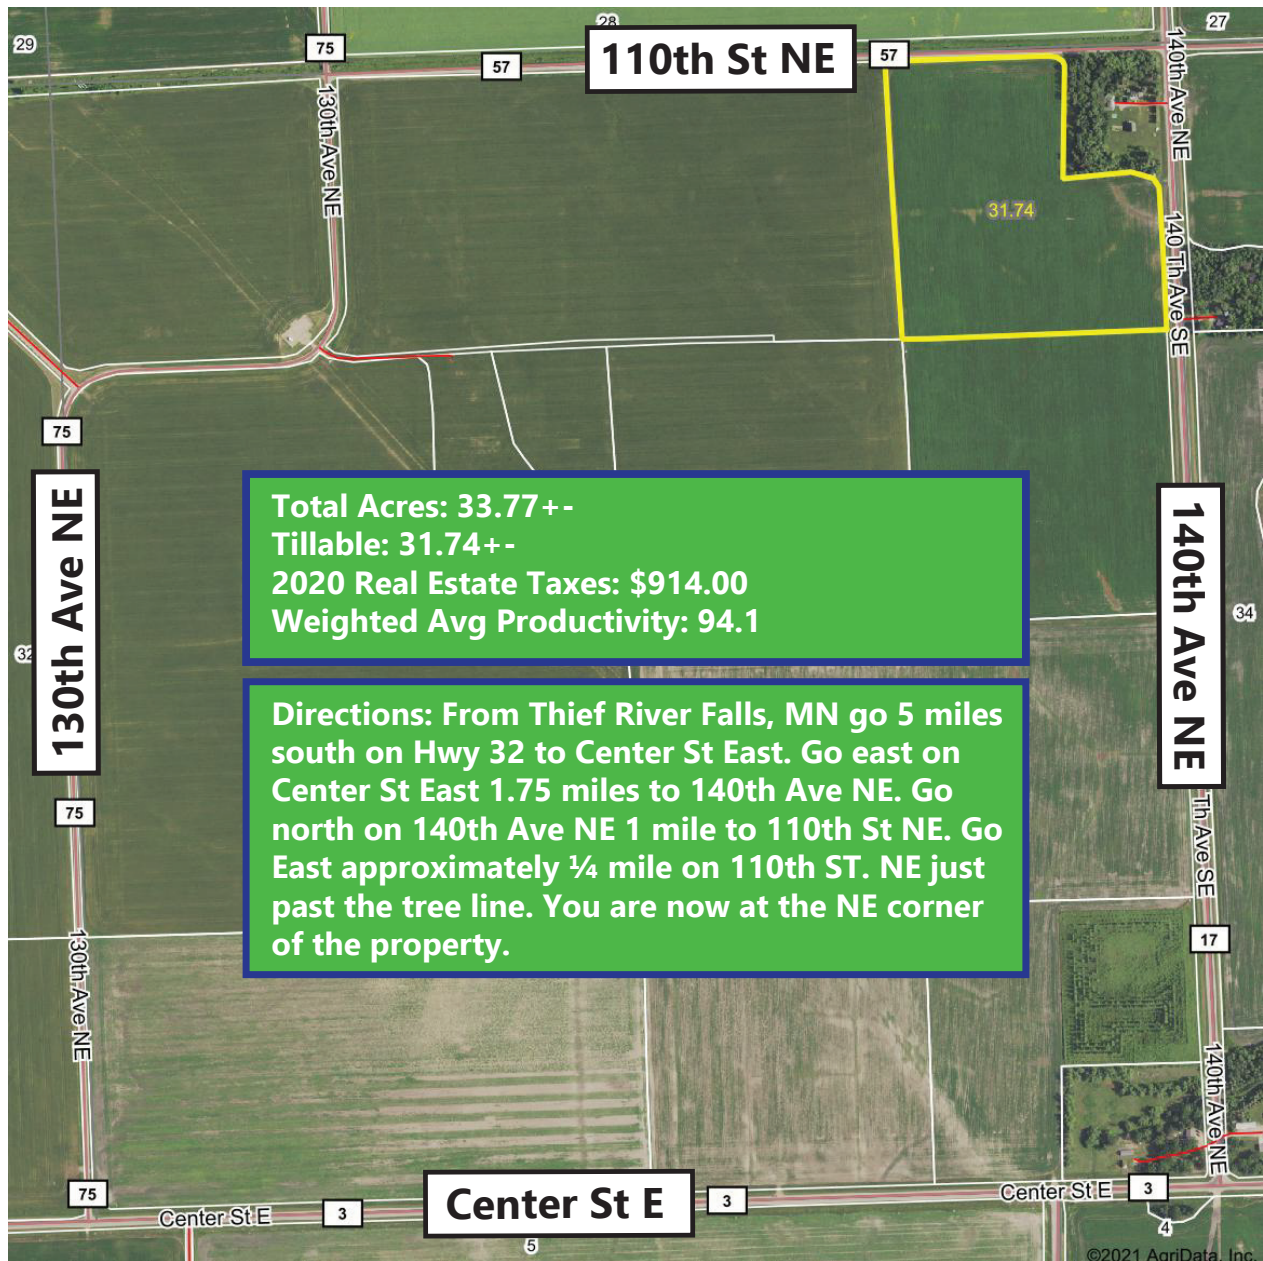 28
27
29
75
57
110th St NE
57
140th Ave NE
130th Ave NE
31.74
140 Th Ave SE
75
130th Ave NE
Total Acres: 33.77+-
Tillable: 31.74+-
2020 Real Estate Taxes: $914.00
Weighted Avg Productivity: 94.1
140th Ave NE
34
32
Directions: From Thief River Falls, MN go 5 miles
south on Hwy 32 to Center St East. Go east on
Center St East 1.75 miles to 140th Ave NE. Go
north on 140th Ave NE 1 mile to 110th St NE. Go
East approximately ¼ mile on 110th ST. NE just
past the tree line. You are now at the NE corner
of the property.
75
Th Ave SE
17
130th Ave NE
140th Ave NE
75
Center St E
3
Center St E
3
Center St E
3
4
5
©2021 AgriData, Inc.